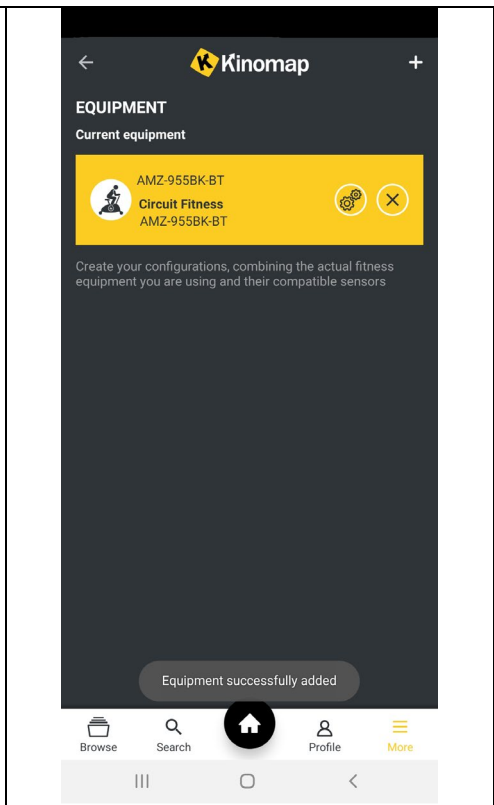 Kinomap
EQUIPMENT
Current equipment
AMZ-955BK-BT
Circuit Fitness
AMZ-955BK-BT
Create your configurations, combining the actual fitness
equipment you are using and their compatible sensors
Equipment successfully added
Browse
Search
Profile
More